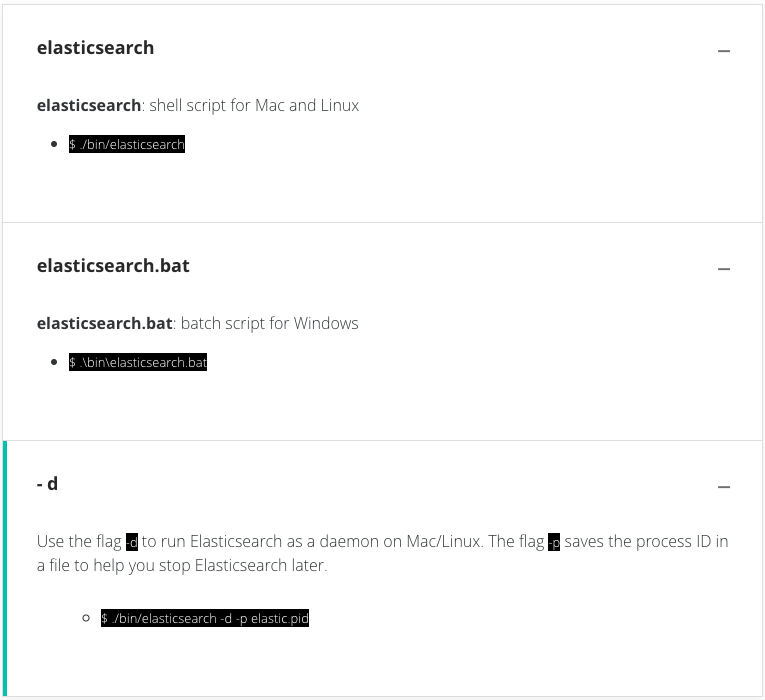 elasticsearch
elasticsearch: shell script for Mac and Linux
$ ./bin/elasticsearch
elasticsearch.bat
elasticsearch.bat: batch script for Windows
$ .\bin\elasticsearch.bat
- d
Use the flag -d to run Elasticsearch as a daemon on Mac/Linux. The flag -p saves the process ID in
a file to help you stop Elasticsearch later.
$ ./bin/elasticsearch -d -p elastic.pid